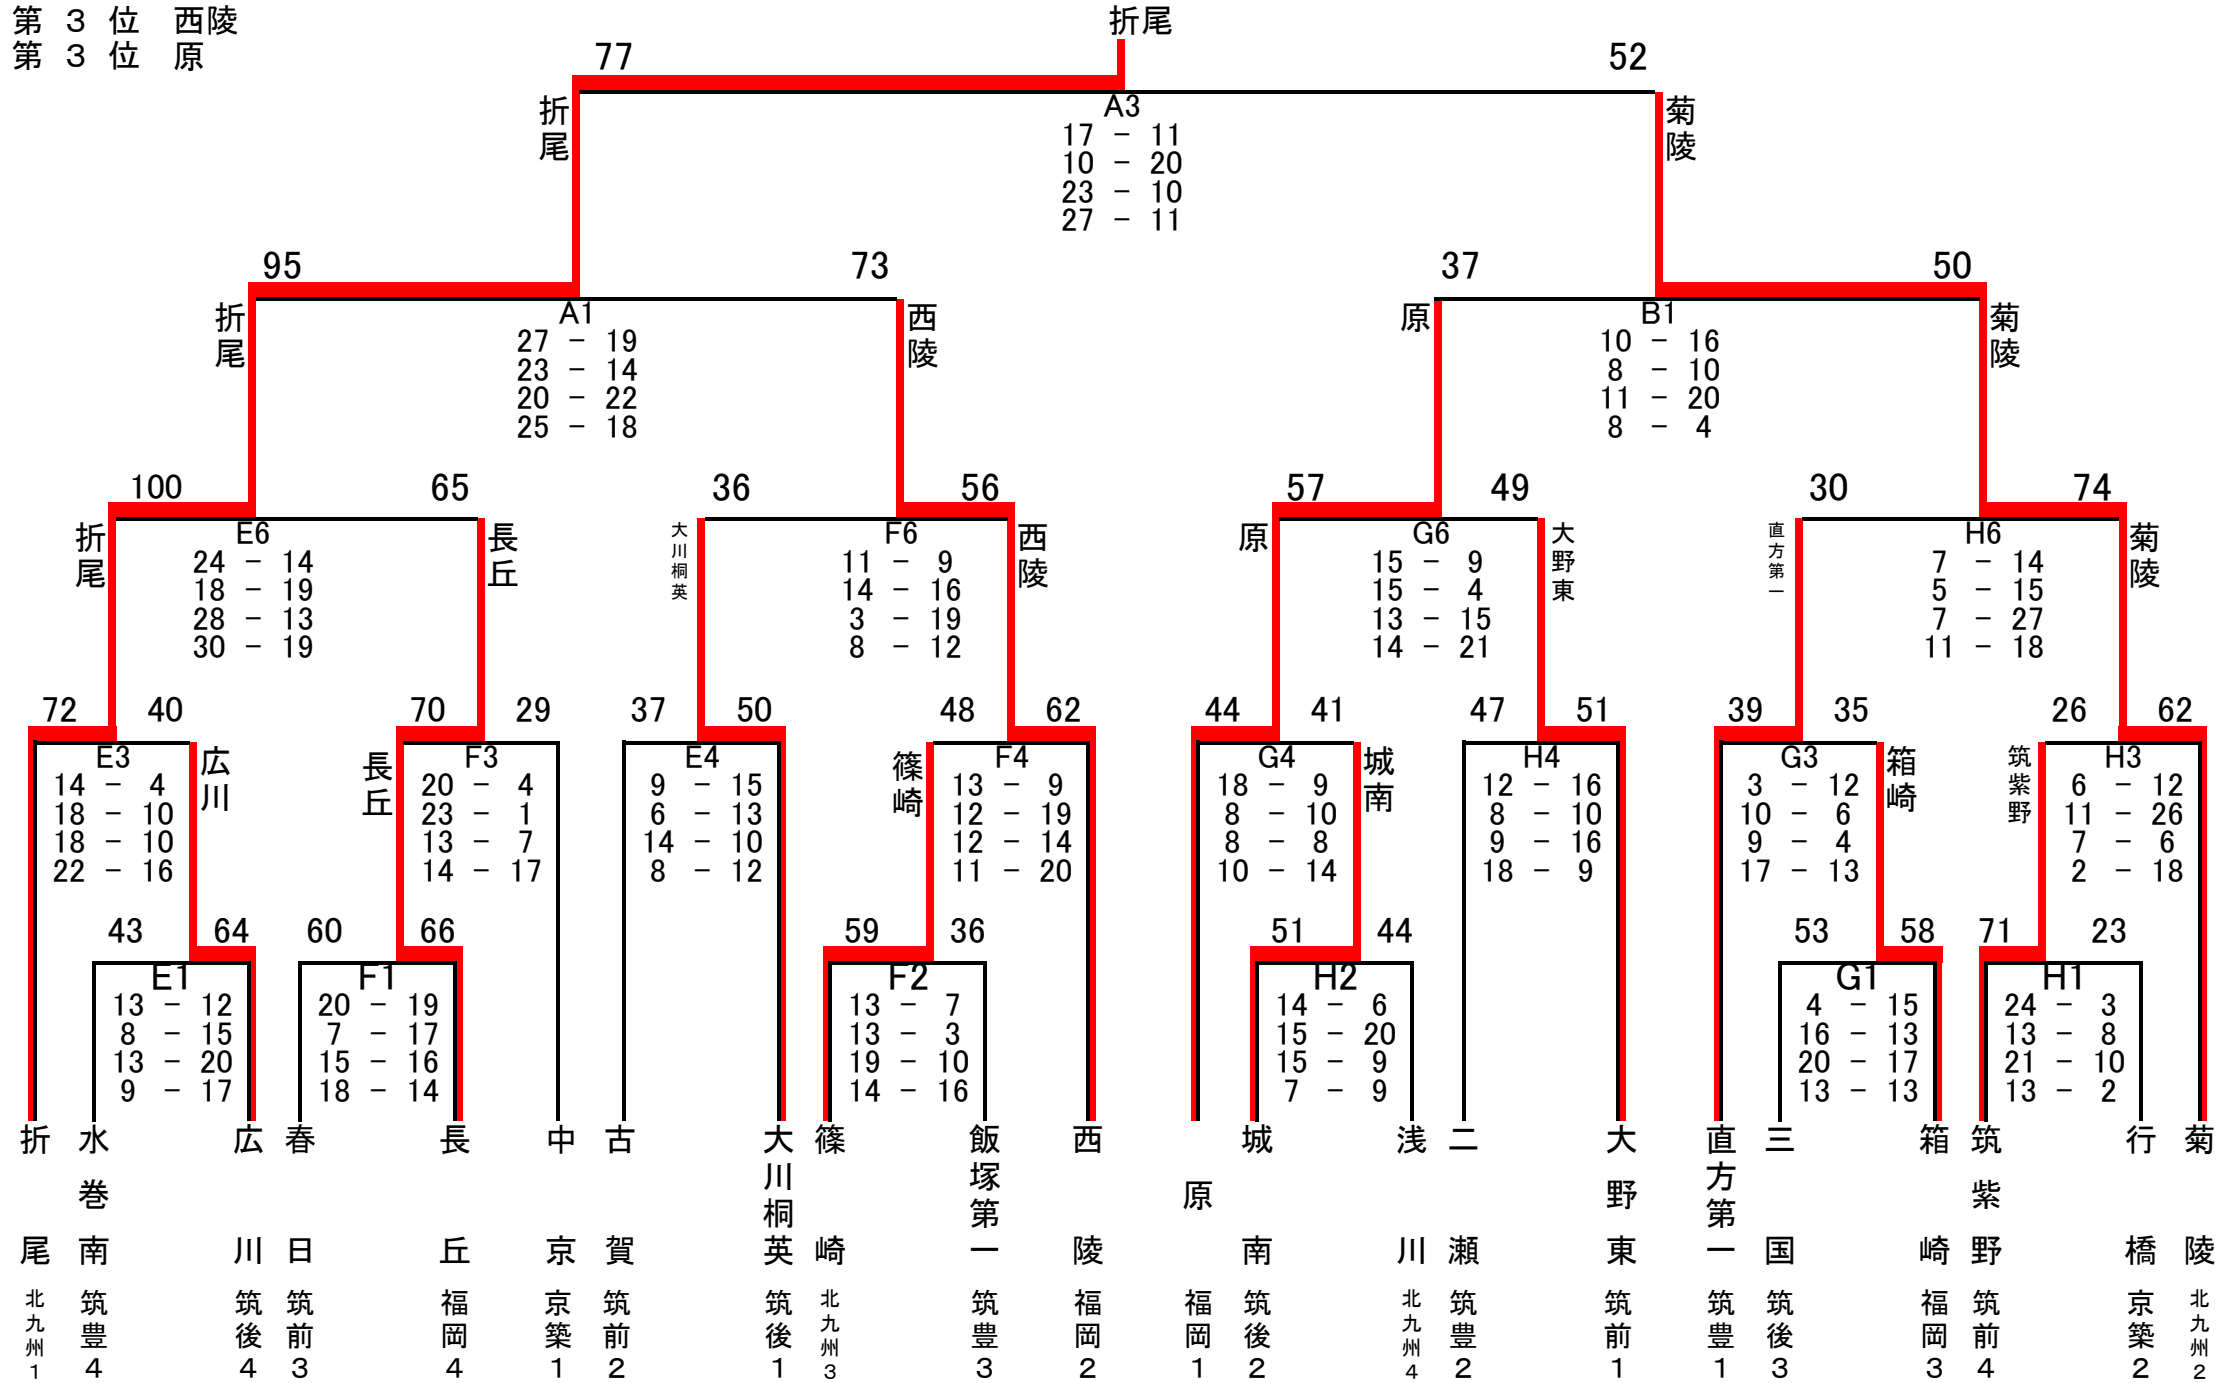 第 3 位 西陵
第 3 位 原
折尾
77 52
折尾
菊陵
A3
17 - 11
10 - 20
23 - 10
27 - 11
95 73
折尾
西陵
A1
27 - 19
23 - 14
20 - 22
25 - 18
37 50
原
菊陵
B1
10 - 16
8 - 10
11 - 20
8 - 4
100 65
折尾
長丘
E6
24 - 14
18 - 19
28 - 13
30 - 19
36 56
大川桐英
西陵
F6
11 - 9
14 - 16
3 - 19
8 - 12
57 49
原
大野東
G6
15 - 9
15 - 4
13 - 15
14 - 21
30 74
直方第一
菊陵
H6
7 - 14
5 - 15
7 - 27
11 - 18
72 40
広川
E3
14 - 4
18 - 10
18 - 10
22 - 16
70 29
長丘
F3
20 - 4
23 - 1
13 - 7
14 - 17
37 50
E4
9 - 15
6 - 13
14 - 10
8 - 12
48 62
篠崎
F4
13 - 9
12 - 19
12 - 14
11 - 20
44 41
城南
G4
18 - 9
8 - 10
8 - 8
10 - 14
47 51
H4
12 - 16
8 - 10
9 - 16
18 - 9
39 35
箱崎
G3
3 - 12
10 - 6
9 - 4
17 - 13
26 62
筑紫野
H3
6 - 12
11 - 26
7 - 6
2 - 18
43 64
E1
13 - 12
8 - 15
13 - 20
9 - 17
60 66
F1
20 - 19
7 - 17
15 - 16
18 - 14
59 36
F2
13 - 7
13 - 3
19 - 10
14 - 16
51 44
H2
14 - 6
15 - 20
15 - 9
7 - 9
53 58
G1
4 - 15
16 - 13
20 - 17
13 - 13
71 23
H1
24 - 3
13 - 8
21 - 10
13 - 2
折尾 北九州1
水巻南 筑豊4
広川 筑後4
春日 筑前3
長丘 福岡4
中京 京築1
古賀 筑前2
大川桐英 筑後1
篠崎 北九州3
飯塚第一 筑豊3
西陵 福岡2
原 福岡1
城南 筑後2
浅川 北九州4
二瀬 筑豊2
大野東 筑前1
直方第一 筑豊1
三国 筑後3
箱崎 福岡3
筑紫野 筑前4
行橋 京築2
菊陵 北九州2